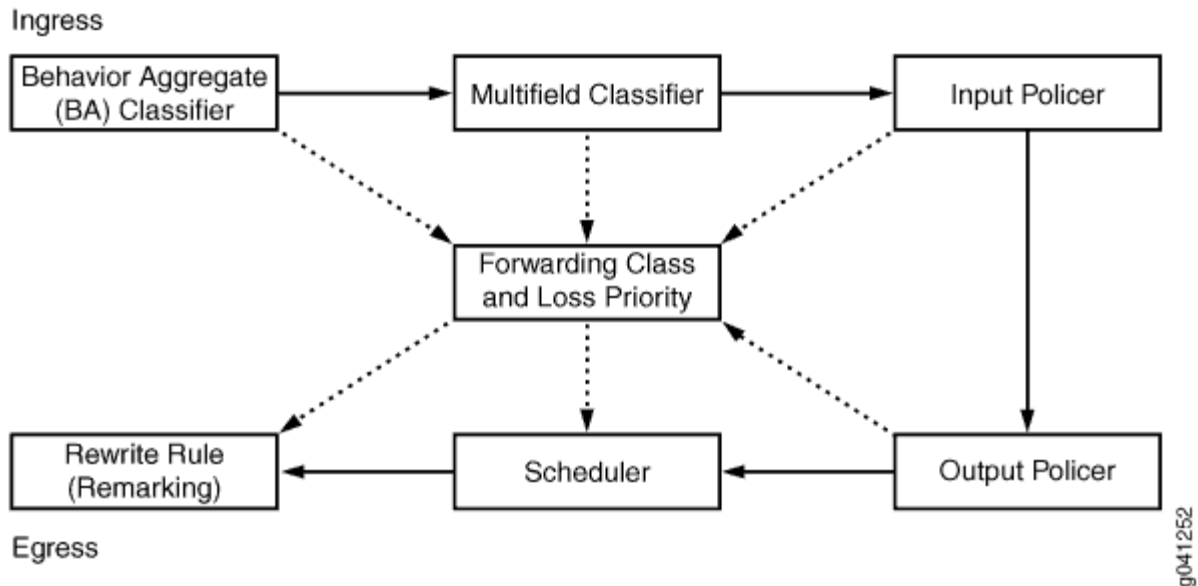 Ingress
Behavior Aggregate
(BA) Classifier
Multifield Classifier
Input Policer
Forwarding Class
and Loss Priority
Rewrite Rule
(Remarking)
Scheduler
Output Policer
Egress
g041252